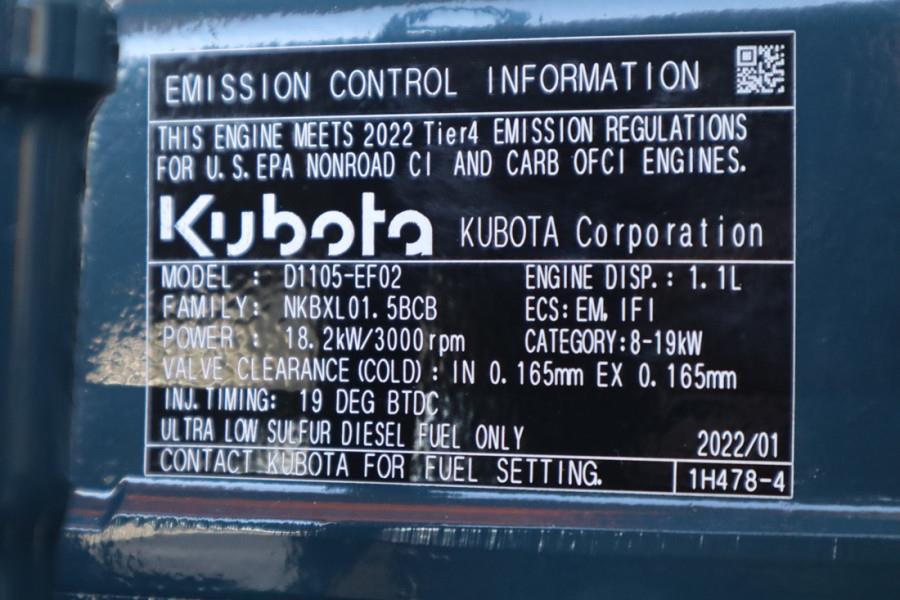 EMISSION CONTROL INFORMATION
THIS ENGINE MEETS 2022 Tier4 EMISSION REGULATIONS
FOR U.S. EPA NONROAD CI AND CARB OFCI ENGINES.
Kubota KUBOTA Corporation
MODEL : D1105-EF02 ENGINE DISP.: 1.1L
FAMILY: NKBXL01.5BCB ECS: EM, IFI
POWER : 18.2kW/3000rpm CATEGORY:8-19kW
VALVE CLEARANCE (COLD) : IN 0.165mm EX 0.165mm
INJ. TIMING: 19 DEG BTDC
ULTRA LOW SULFUR DIESEL FUEL ONLY 2022/01
CONTACT KUBOTA FOR FUEL SETTING. 1H478-4